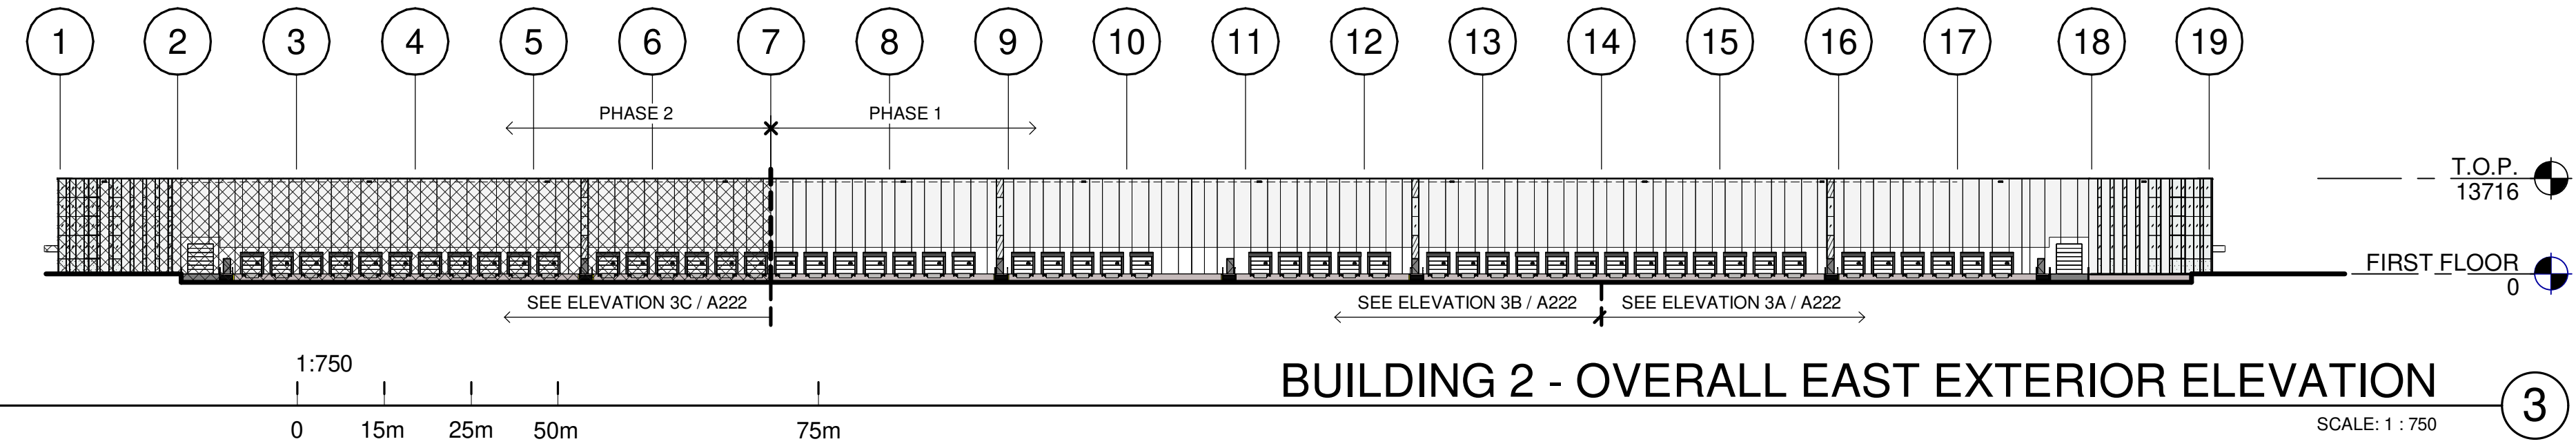 1 2 3 4 5 6 7 8 9 10 11 12 13 14 15 16 17 18 19
PHASE 2 PHASE 1
T.O.P.
13716
FIRST FLOOR
0
SEE ELEVATION 3C / A222 SEE ELEVATION 3B / A222 SEE ELEVATION 3A / A222
1:750
0 15m 25m 50m 75m
BUILDING 2 - OVERALL EAST EXTERIOR ELEVATION
3
SCALE: 1 : 750